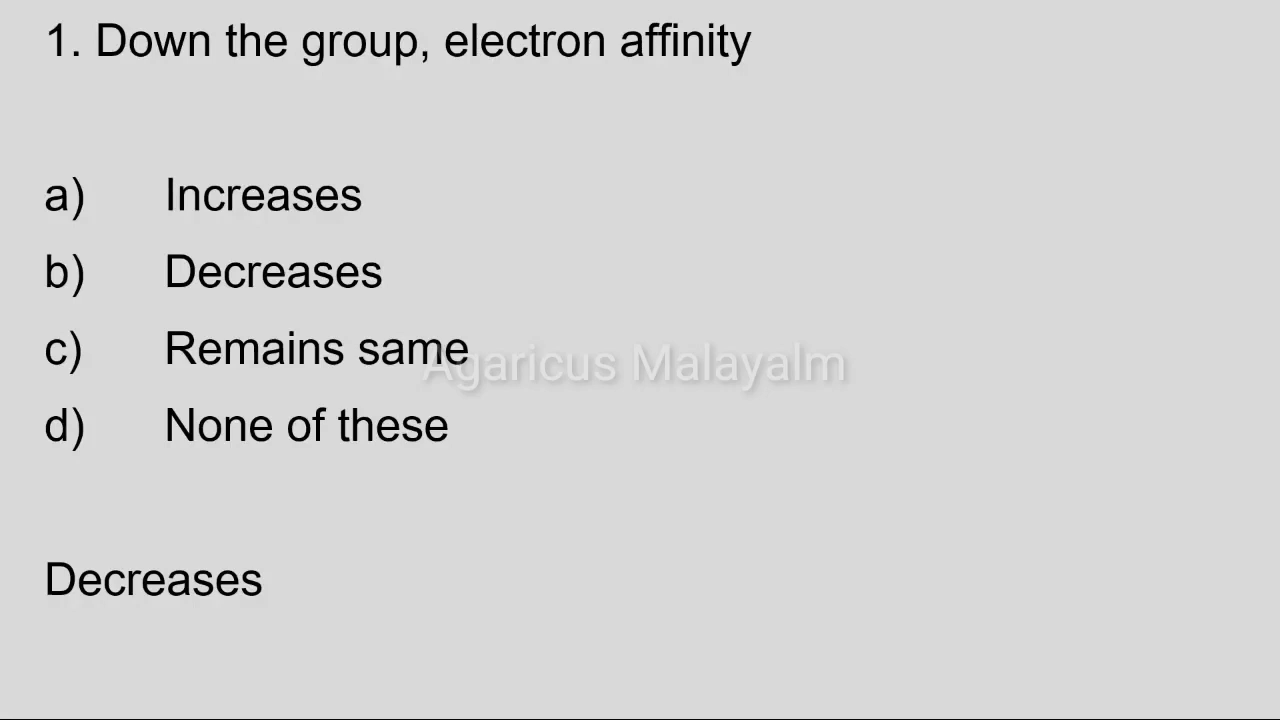 1. Down the group, electron affinity
a) Increases
b) Decreases
c) Remains same
Agaricus Malayalm
d) None of these
Decreases